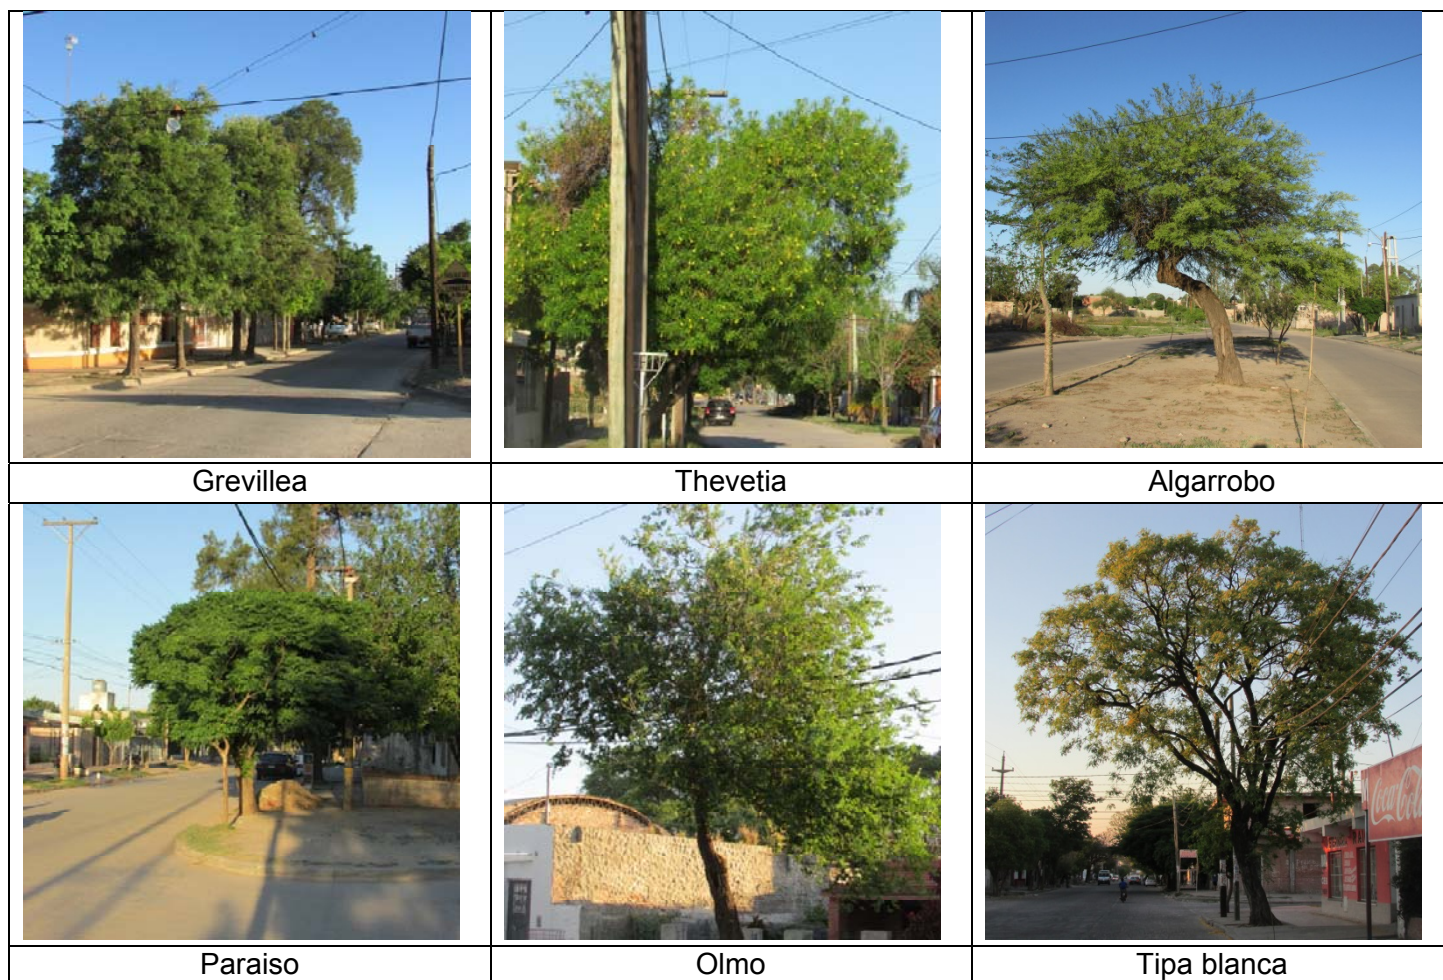 Grevillea
Thevetia
Algarrobo
Coca Cola
Paraiso
Olmo
Tipa blanca